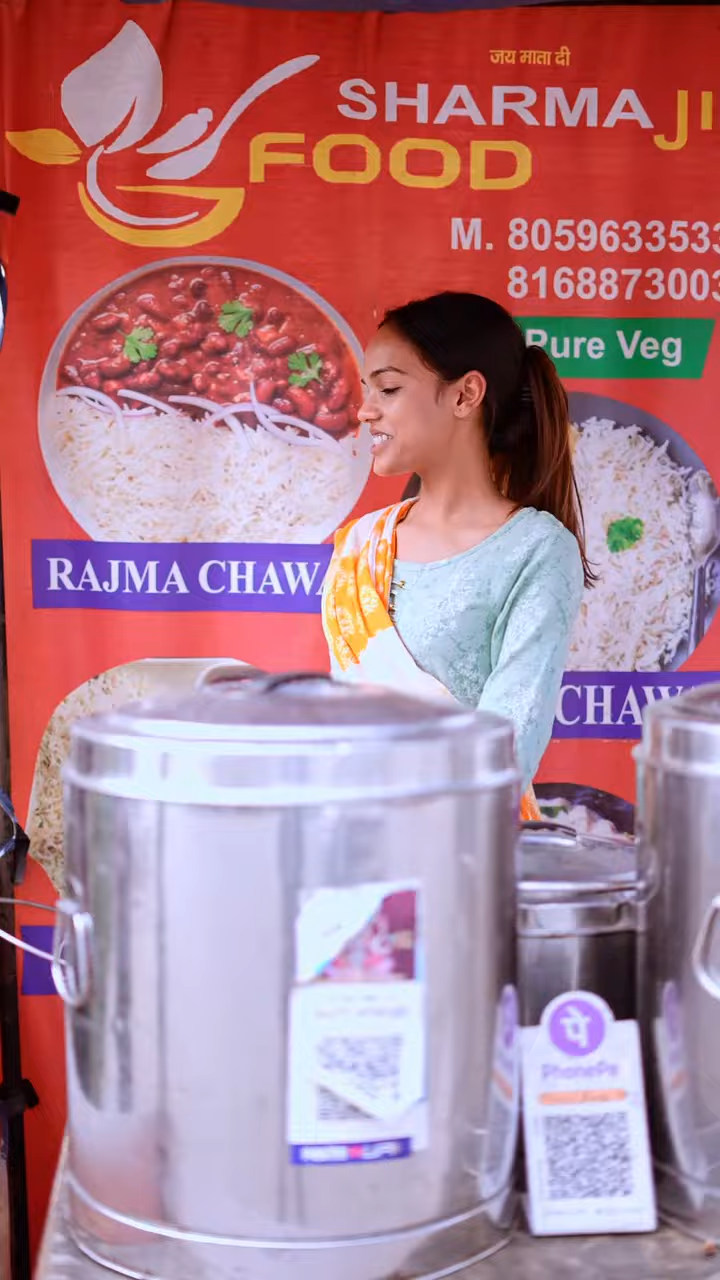 जय माता दी
SHARMA JI
FOOD
M. 8059633533
8168873003
Pure Veg
RAJMA CHAWA
CHAW
पे
PhonePe